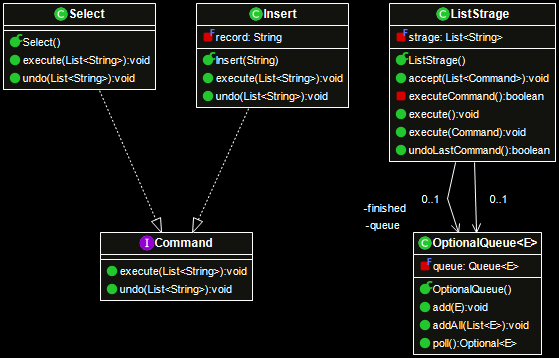 Select
Select()
execute(List<String>):void
undo(List<String>):void
Insert
record: String
Insert(String)
execute(List<String>):void
undo(List<String>):void
ListStrage
strage: List<String>
ListStrage()
accept(List<Command>):void
executeCommand():boolean
execute():void
execute(Command):void
undoLastCommand():boolean
0..1
0..1
-finished
-queue
Command
execute(List<String>):void
undo(List<String>):void
OptionalQueue<E>
queue: Queue<E>
OptionalQueue()
add(E):void
addAll(List<E>):void
poll():Optional<E>